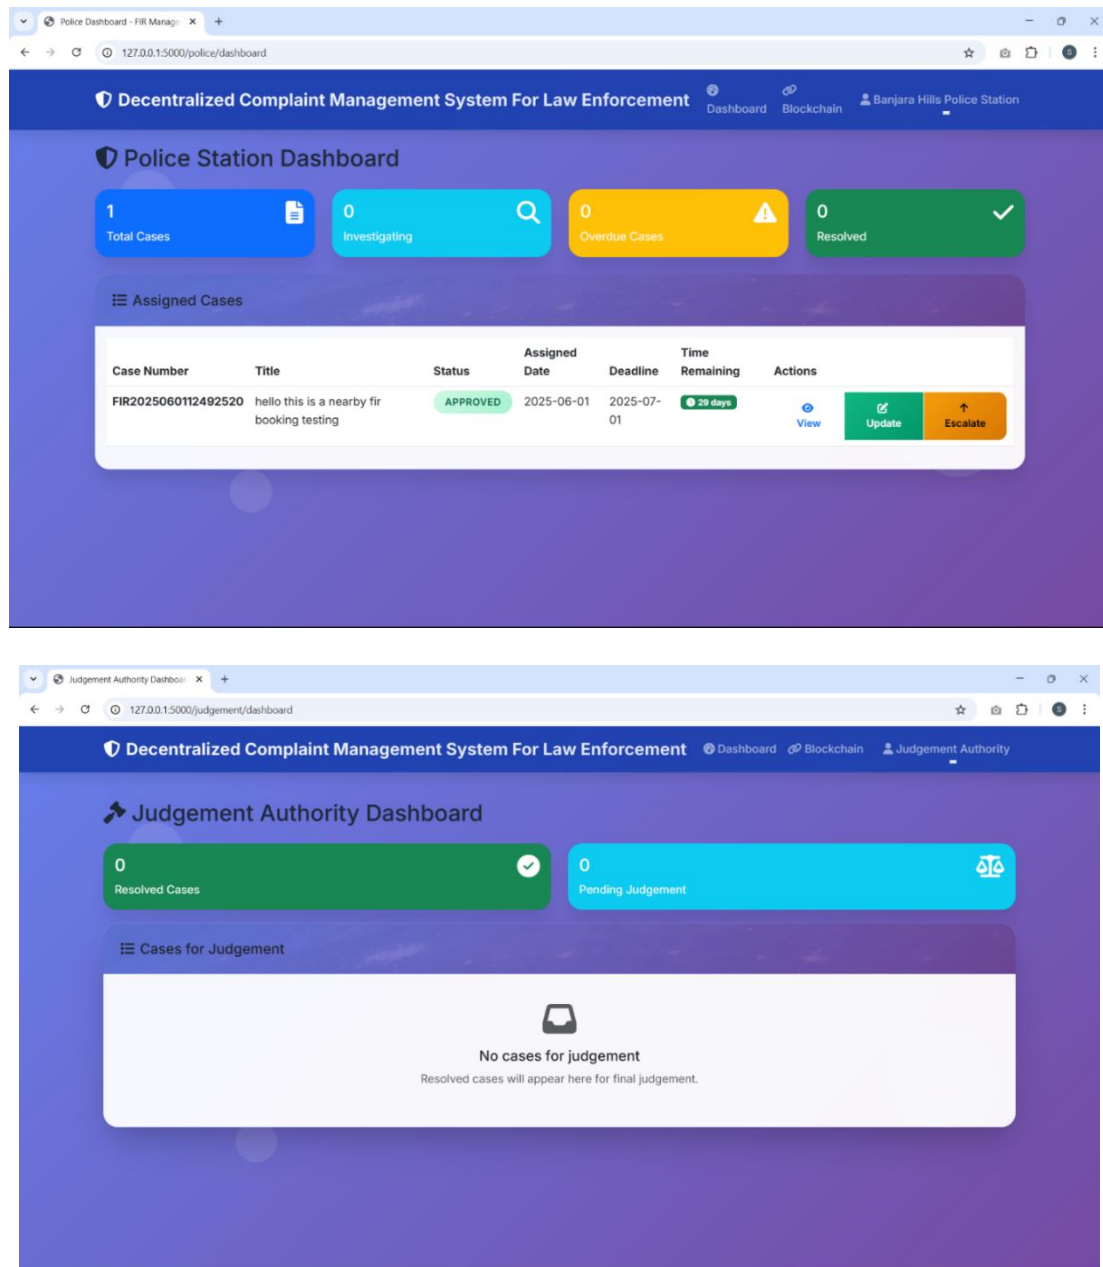 Police Dashboard - FIR Manag
127.0.0.1:5000/police/dashboard
S
Decentralized Complaint Management System For Law Enforcement
Dashboard
Blockchain
Banjara Hills Police Station
Police Station Dashboard
1
Total Cases
0
Investigating
0
Overdue Cases
0
Resolved
Assigned Cases
Case Number Title Status Assigned Date Deadline Time Remaining Actions
FIR2025060112492520 hello this is a nearby fir APPROVED 2025-06-01 2025-07- 29 days
booking testing 01
View Update Escalate
Judgement Authority Dashboar
127.0.0.1:5000/judgement/dashboard
S
Decentralized Complaint Management System For Law Enforcement Dashboard Blockchain Judgement Authority
Judgement Authority Dashboard
0
Resolved Cases
0
Pending Judgement
Cases for Judgement
No cases for judgement
Resolved cases will appear here for final judgement.